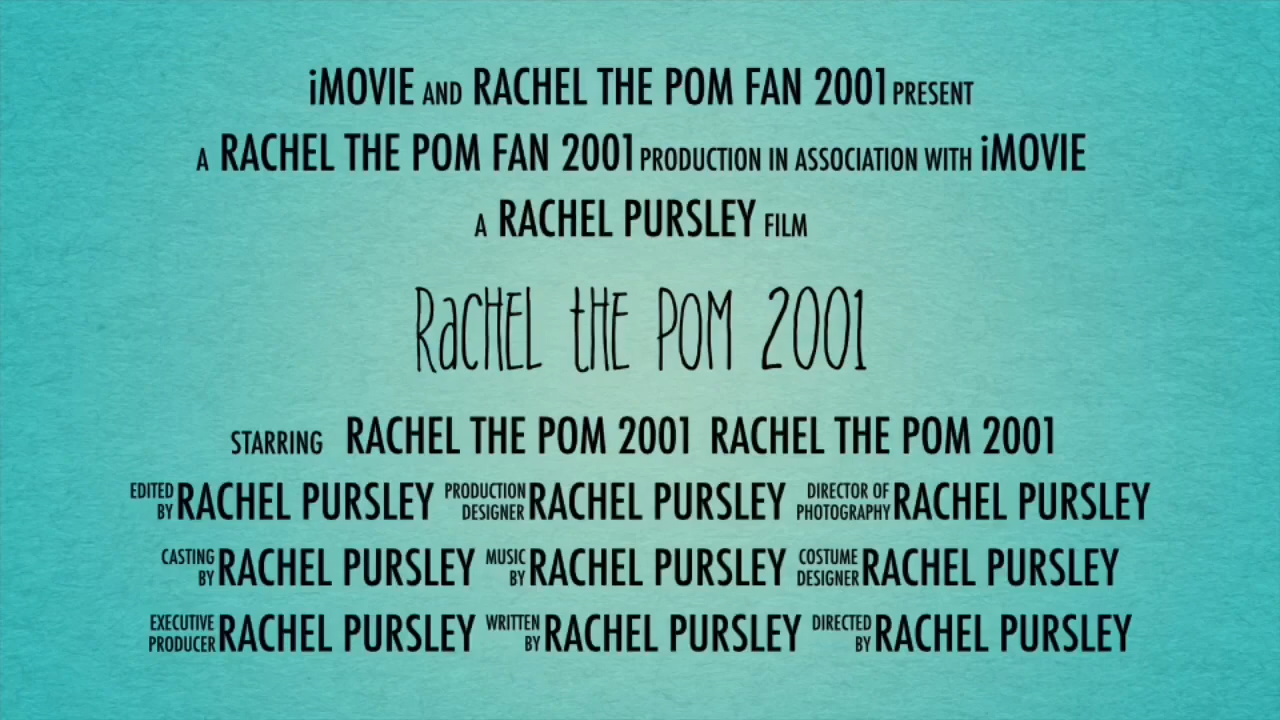 iMOVIE AND RACHEL THE POM FAN 2001 PRESENT
A RACHEL THE POM FAN 2001 PRODUCTION IN ASSOCIATION WITH iMOVIE
A RACHEL PURSLEY FILM
RacHEL tHE POM 2001
STARRING RACHEL THE POM 2001 RACHEL THE POM 2001
EDITED BY RACHEL PURSLEY PRODUCTION DESIGNER RACHEL PURSLEY DIRECTOR OF PHOTOGRAPHY RACHEL PURSLEY
CASTING BY RACHEL PURSLEY MUSIC BY RACHEL PURSLEY COSTUME DESIGNER RACHEL PURSLEY
EXECUTIVE PRODUCER RACHEL PURSLEY WRITTEN BY RACHEL PURSLEY DIRECTED BY RACHEL PURSLEY